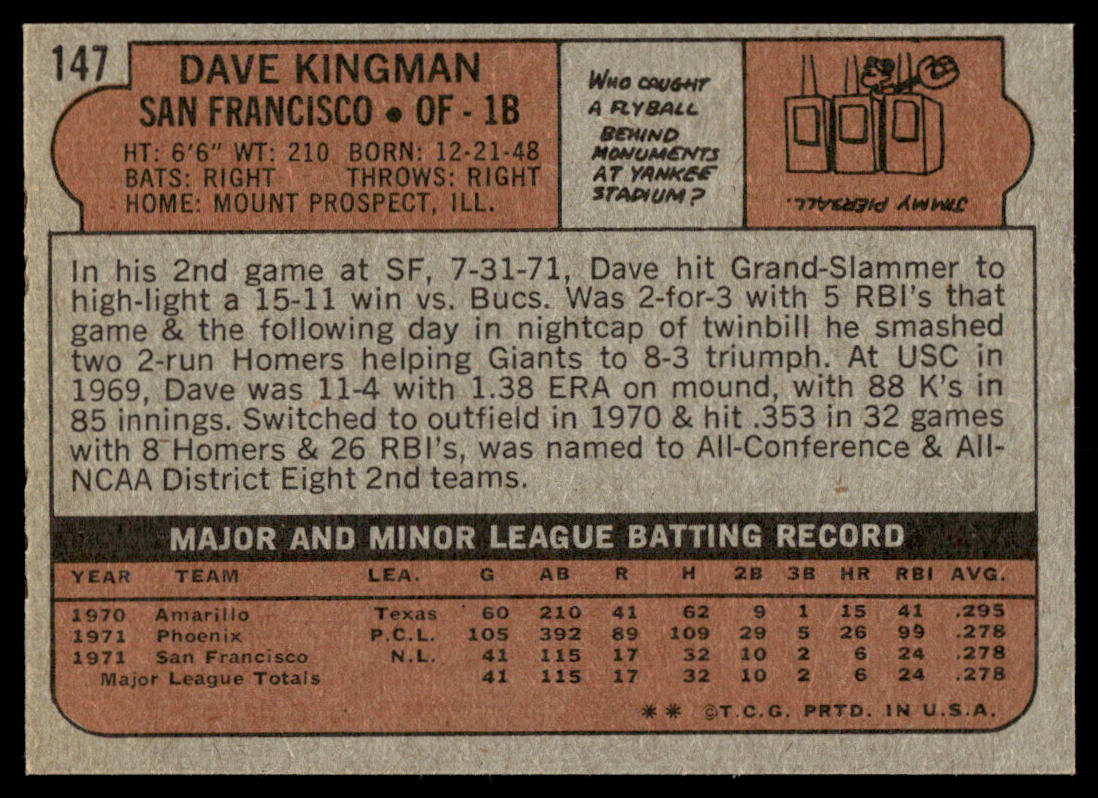 147
DAVE KINGMAN
SAN FRANCISCO • OF - 1B
HT: 6'6" WT: 210 BORN: 12-21-48
BATS: RIGHT THROWS: RIGHT
HOME: MOUNT PROSPECT, ILL.
WHO CAUGHT
A FLYBALL
BEHIND
MONUMENTS
AT YANKEE
STADIUM?
JIMMY PIERSALL.
In his 2nd game at SF, 7-31-71, Dave hit Grand-Slammer to
high-light a 15-11 win vs. Bucs. Was 2-for-3 with 5 RBI's that
game & the following day in nightcap of twinbill he smashed
two 2-run Homers helping Giants to 8-3 triumph. At USC in
1969, Dave was 11-4 with 1.38 ERA on mound, with 88 K's in
85 innings. Switched to outfield in 1970 & hit .353 in 32 games
with 8 Homers & 26 RBI's, was named to All-Conference & All-
NCAA District Eight 2nd teams.
MAJOR AND MINOR LEAGUE BATTING RECORD
YEAR TEAM LEA. G AB R H 2B 3B HR RBI AVG.
1970 Amarillo Texas 60 210 41 62 9 1 15 41 .295
1971 Phoenix P.C.L. 105 392 89 109 29 5 26 99 .278
1971 San Francisco N.L. 41 115 17 32 10 2 6 24 .278
Major League Totals 41 115 17 32 10 2 6 24 .278
** ©T.C.G. PRTD. IN U.S.A.